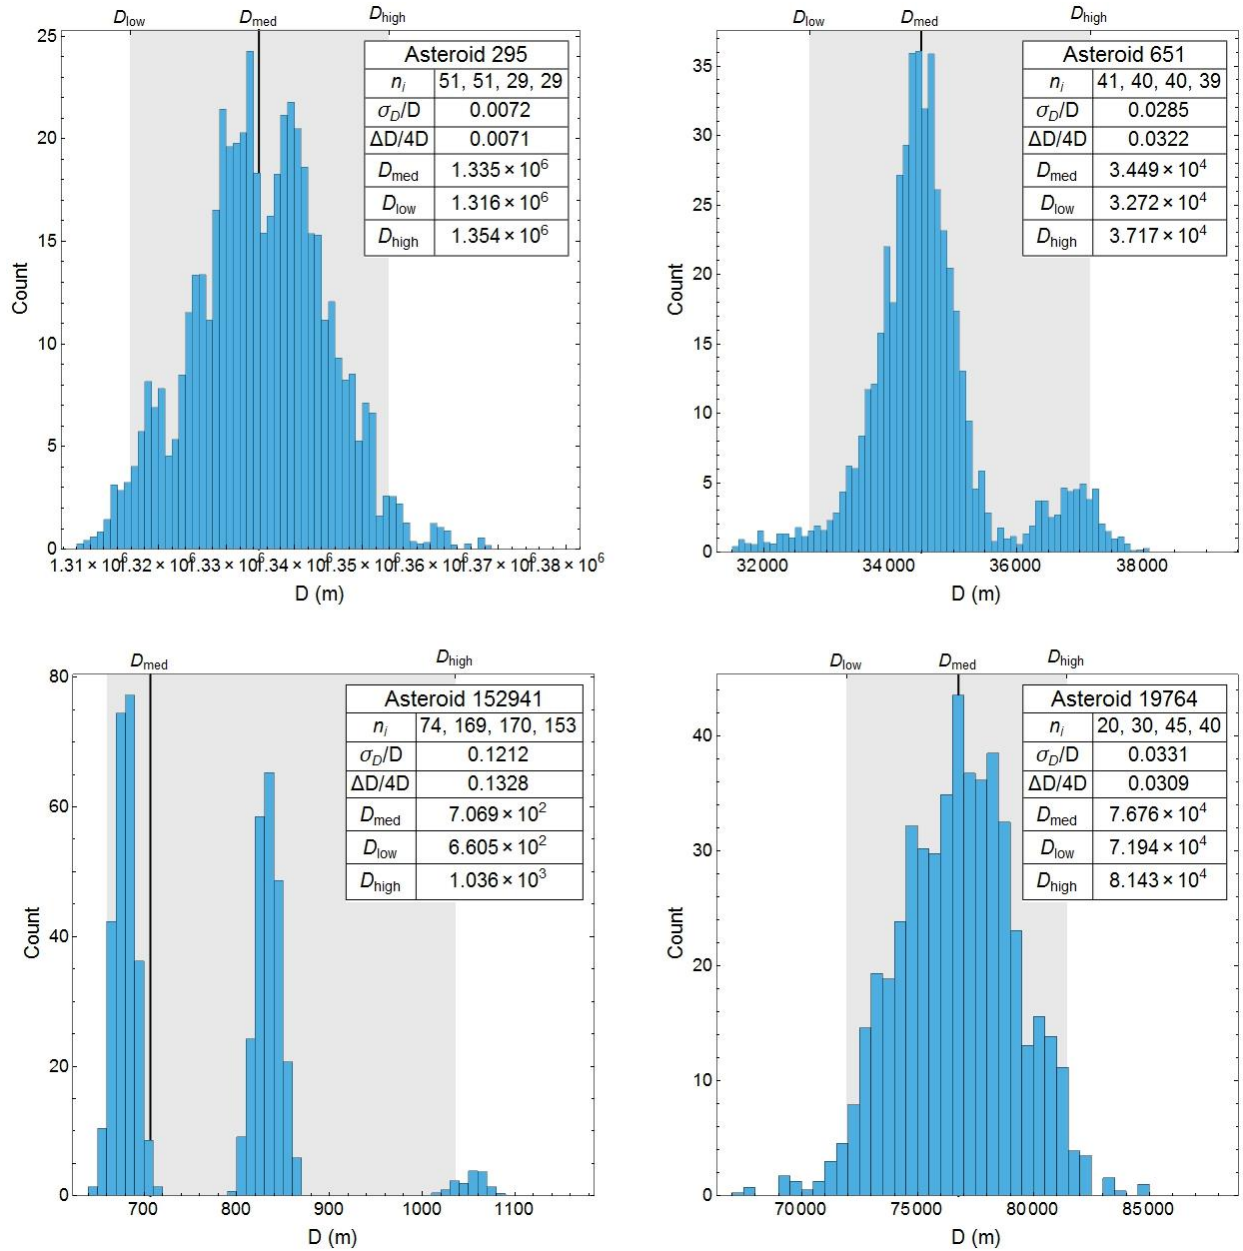 D_low D_med D_high
25
20
15
10
5
0
Count
1.31 × 10^6 1.32 × 10^6 1.33 × 10^6 1.34 × 10^6 1.35 × 10^6 1.36 × 10^6 1.37 × 10^6 1.38 × 10^6
D (m)
Asteroid 295
n_i 51, 51, 29, 29
σ_D/D 0.0072
ΔD/4D 0.0071
D_med 1.335 × 10^6
D_low 1.316 × 10^6
D_high 1.354 × 10^6
D_low D_med D_high
35
30
25
20
15
10
5
0
Count
32000 34000 36000 38000
D (m)
Asteroid 651
n_i 41, 40, 40, 39
σ_D/D 0.0285
ΔD/4D 0.0322
D_med 3.449 × 10^4
D_low 3.272 × 10^4
D_high 3.717 × 10^4
D_med D_high
80
60
40
20
0
Count
700 800 900 1000 1100
D (m)
Asteroid 152941
n_i 74, 169, 170, 153
σ_D/D 0.1212
ΔD/4D 0.1328
D_med 7.069 × 10^2
D_low 6.605 × 10^2
D_high 1.036 × 10^3
D_low D_med D_high
40
30
20
10
0
Count
70000 75000 80000 85000
D (m)
Asteroid 19764
n_i 20, 30, 45, 40
σ_D/D 0.0331
ΔD/4D 0.0309
D_med 7.676 × 10^4
D_low 7.194 × 10^4
D_high 8.143 × 10^4